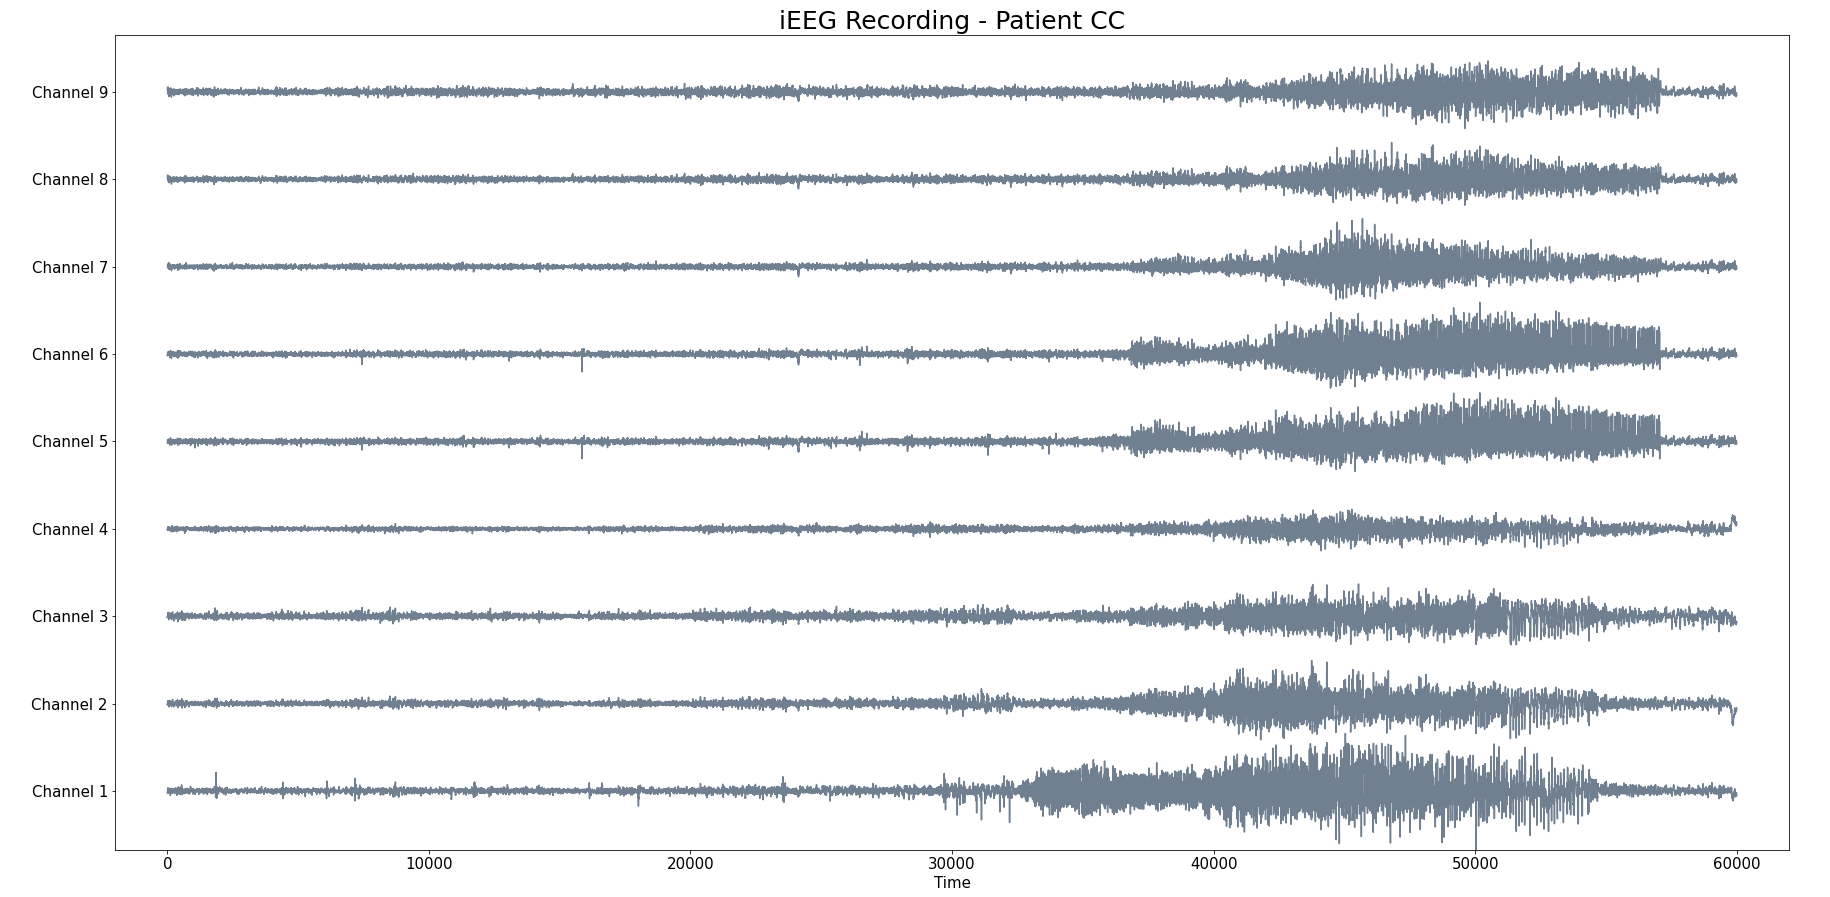 iEEG Recording - Patient CC
Channel 9
Channel 8
Channel 7
Channel 6
Channel 5
Channel 4
Channel 3
Channel 2
Channel 1
0 10000 20000 30000 40000 50000 60000
Time